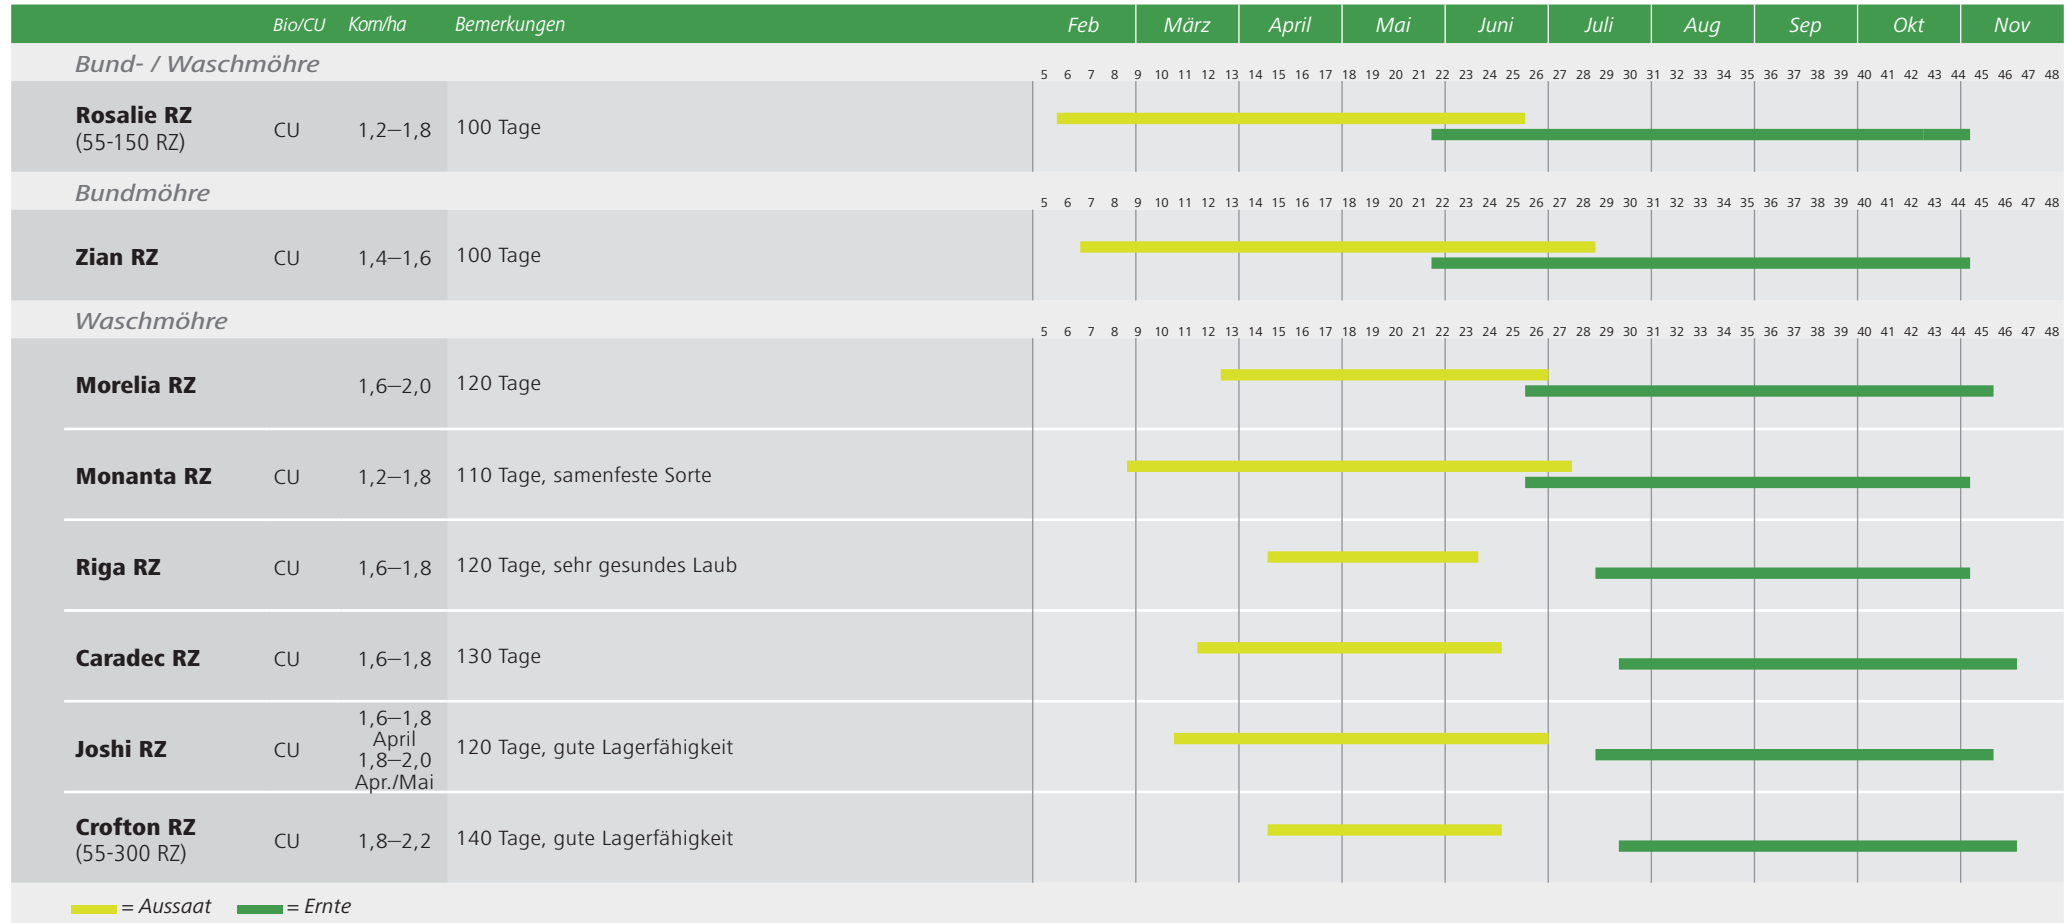 Bio/CU Korn/ha Bemerkungen Feb März April Mai Juni Juli Aug Sep Okt Nov
Bund- / Waschmöhre
5 6 7 8 9 10 11 12 13 14 15 16 17 18 19 20 21 22 23 24 25 26 27 28 29 30 31 32 33 34 35 36 37 38 39 40 41 42 43 44 45 46 47 48
Rosalie RZ
(55-150 RZ) CU 1,2–1,8 100 Tage
Bundmöhre
5 6 7 8 9 10 11 12 13 14 15 16 17 18 19 20 21 22 23 24 25 26 27 28 29 30 31 32 33 34 35 36 37 38 39 40 41 42 43 44 45 46 47 48
Zian RZ CU 1,4–1,6 100 Tage
Waschmöhre
5 6 7 8 9 10 11 12 13 14 15 16 17 18 19 20 21 22 23 24 25 26 27 28 29 30 31 32 33 34 35 36 37 38 39 40 41 42 43 44 45 46 47 48
Morelia RZ 1,6–2,0 120 Tage
Monanta RZ CU 1,2–1,8 110 Tage, samenfeste Sorte
Riga RZ CU 1,6–1,8 120 Tage, sehr gesundes Laub
Caradec RZ CU 1,6–1,8 130 Tage
1,6–1,8
April
Joshi RZ CU 1,8–2,0 120 Tage, gute Lagerfähigkeit
Apr./Mai
Crofton RZ
(55-300 RZ) CU 1,8–2,2 140 Tage, gute Lagerfähigkeit
= Aussaat = Ernte